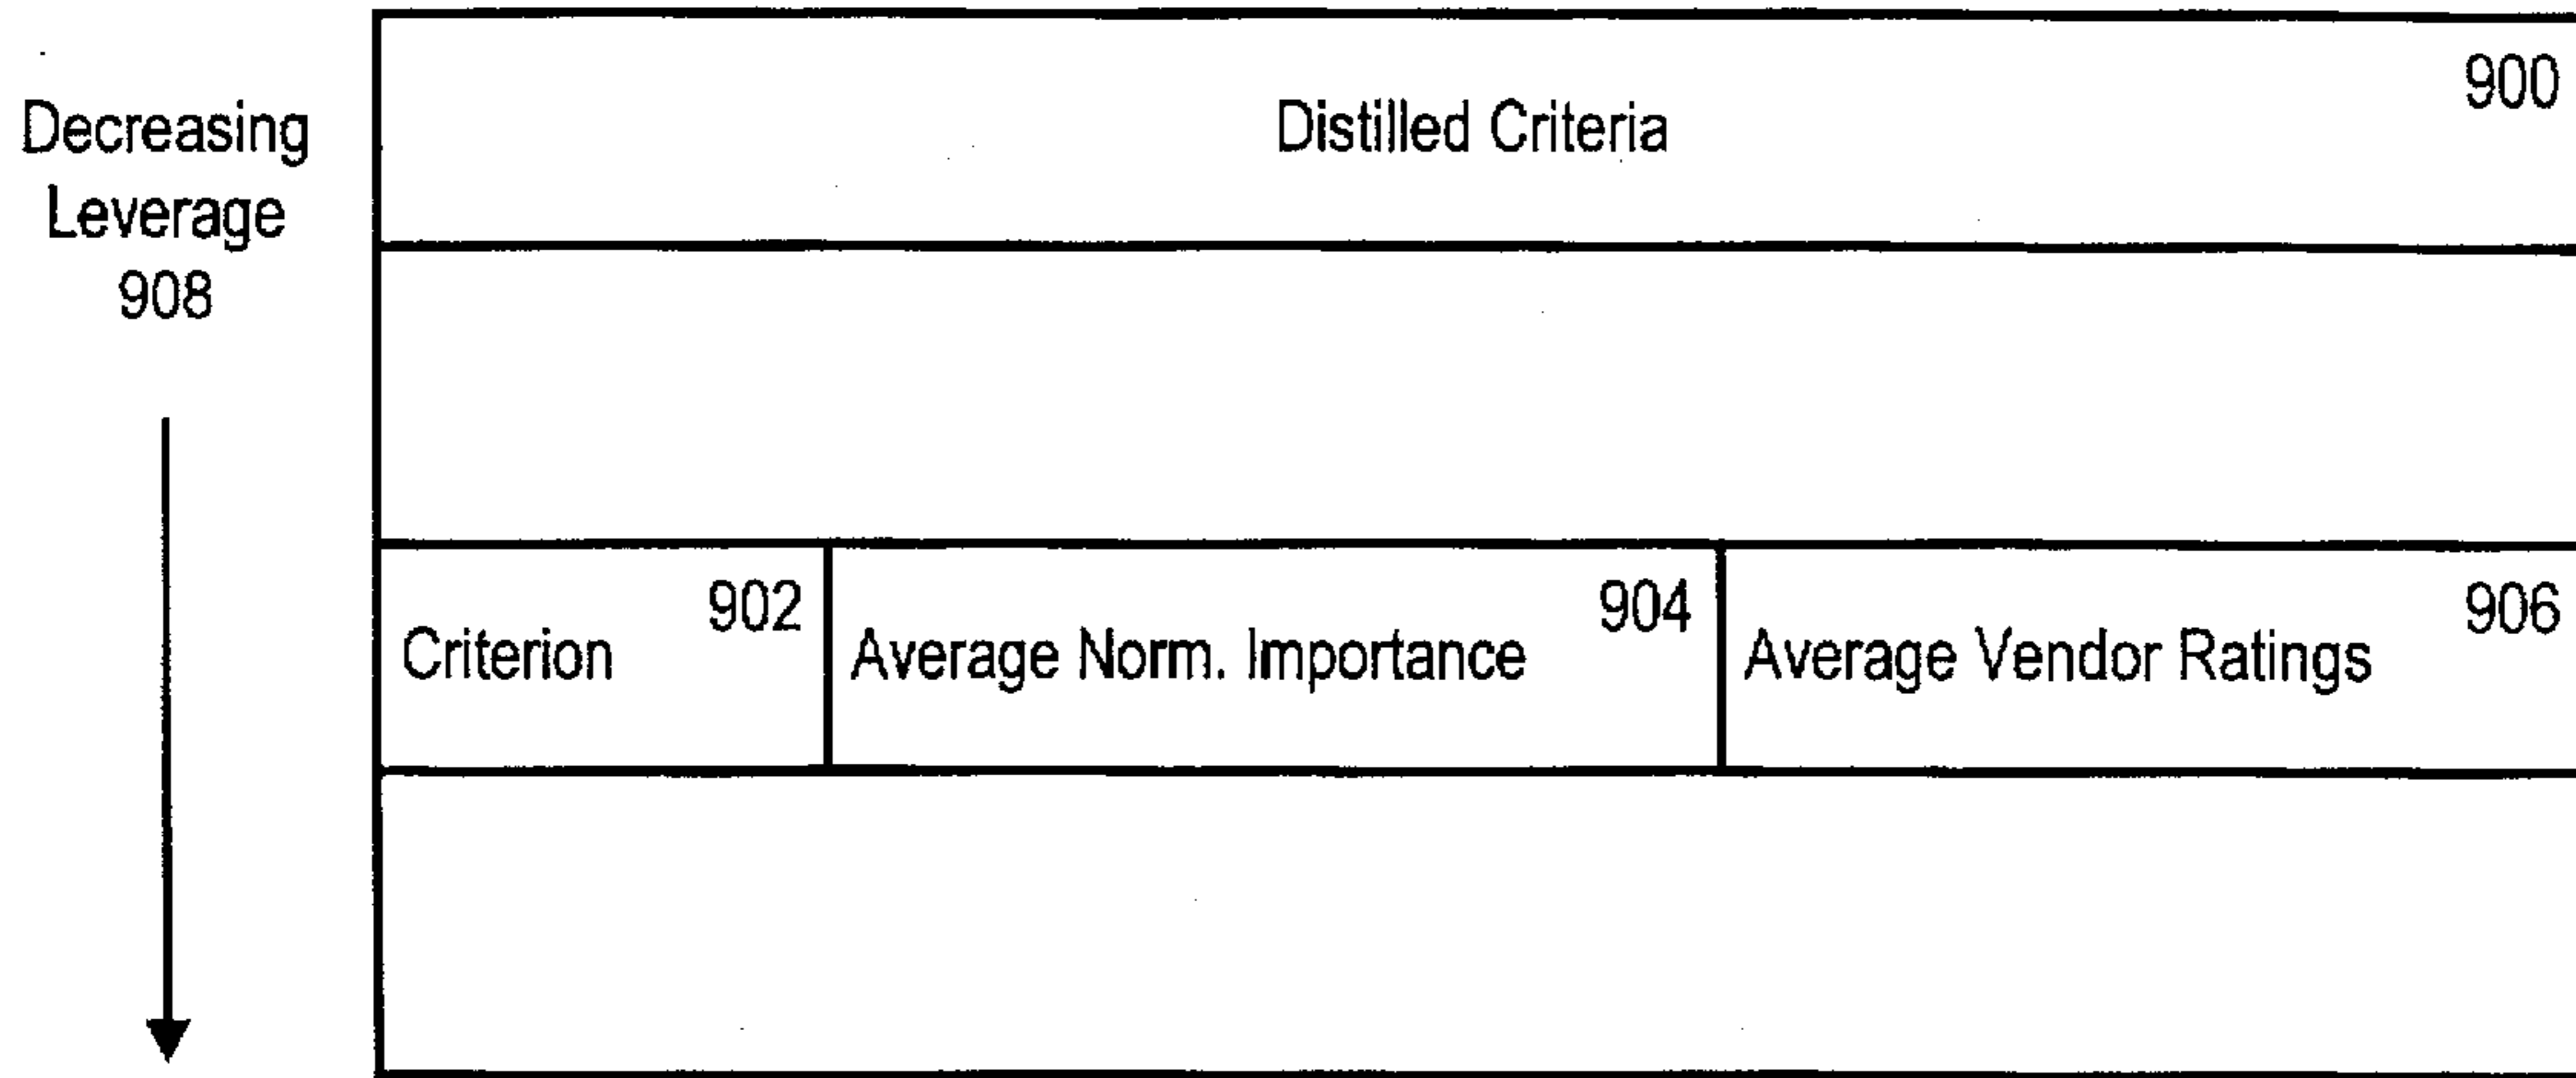 Decreasing
Leverage
908
900
Distilled Criteria
902
Criterion
904
Average Norm. Importance
906
Average Vendor Ratings